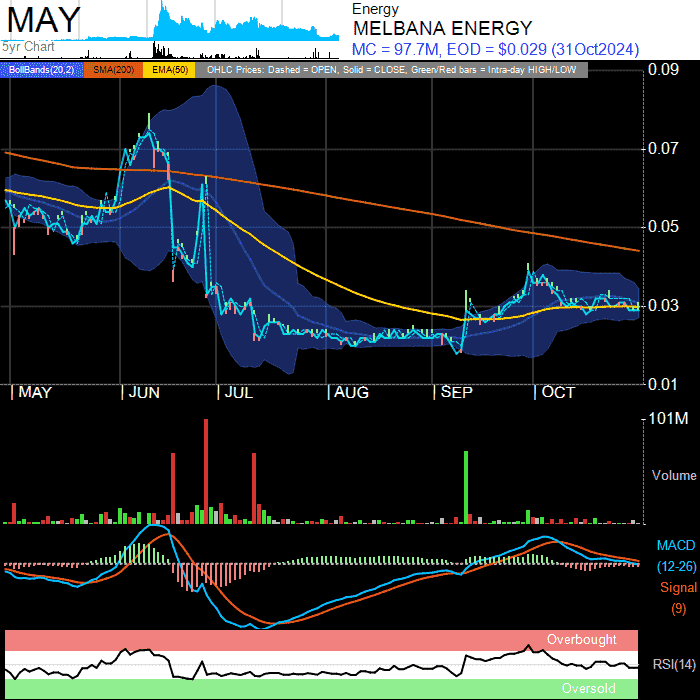 MAY
5yr Chart
Energy
MELBANA ENERGY
MC = 97.7M, EOD = $0.029 (31Oct2024)
BollBands(20,2) SMA(200) EMA(50) OHLC Prices: Dashed = OPEN, Solid = CLOSE, Green/Red bars = Intra-day HIGH/LOW
0.09
0.07
0.05
0.03
0.01
| MAY | JUN | JUL | AUG | SEP | OCT
101M
Volume
MACD
(12-26)
Signal
(9)
Overbought
RSI(14)
Oversold